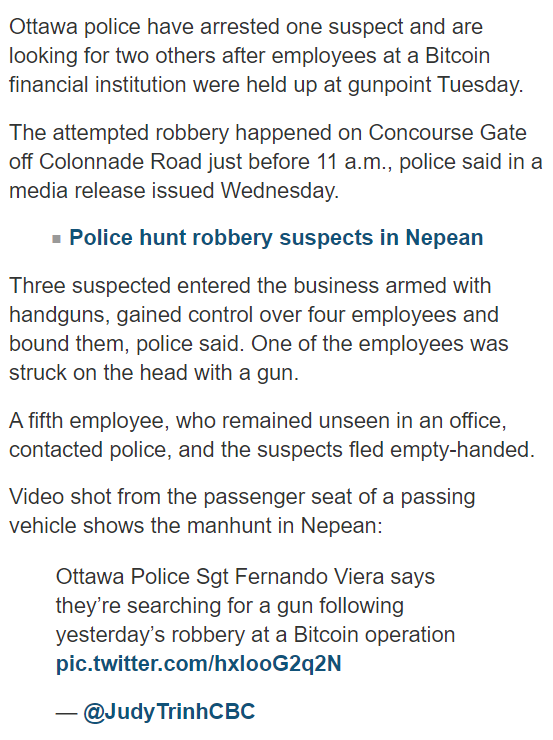 Ottawa police have arrested one suspect and are
looking for two others after employees at a Bitcoin
financial institution were held up at gunpoint Tuesday.
The attempted robbery happened on Concourse Gate
off Colonnade Road just before 11 a.m., police said in a
media release issued Wednesday.
Police hunt robbery suspects in Nepean
Three suspected entered the business armed with
handguns, gained control over four employees and
bound them, police said. One of the employees was
struck on the head with a gun.
A fifth employee, who remained unseen in an office,
contacted police, and the suspects fled empty-handed.
Video shot from the passenger seat of a passing
vehicle shows the manhunt in Nepean:
Ottawa Police Sgt Fernando Viera says
they’re searching for a gun following
yesterday’s robbery at a Bitcoin operation
pic.twitter.com/hxlooG2q2N
— @JudyTrinhCBC